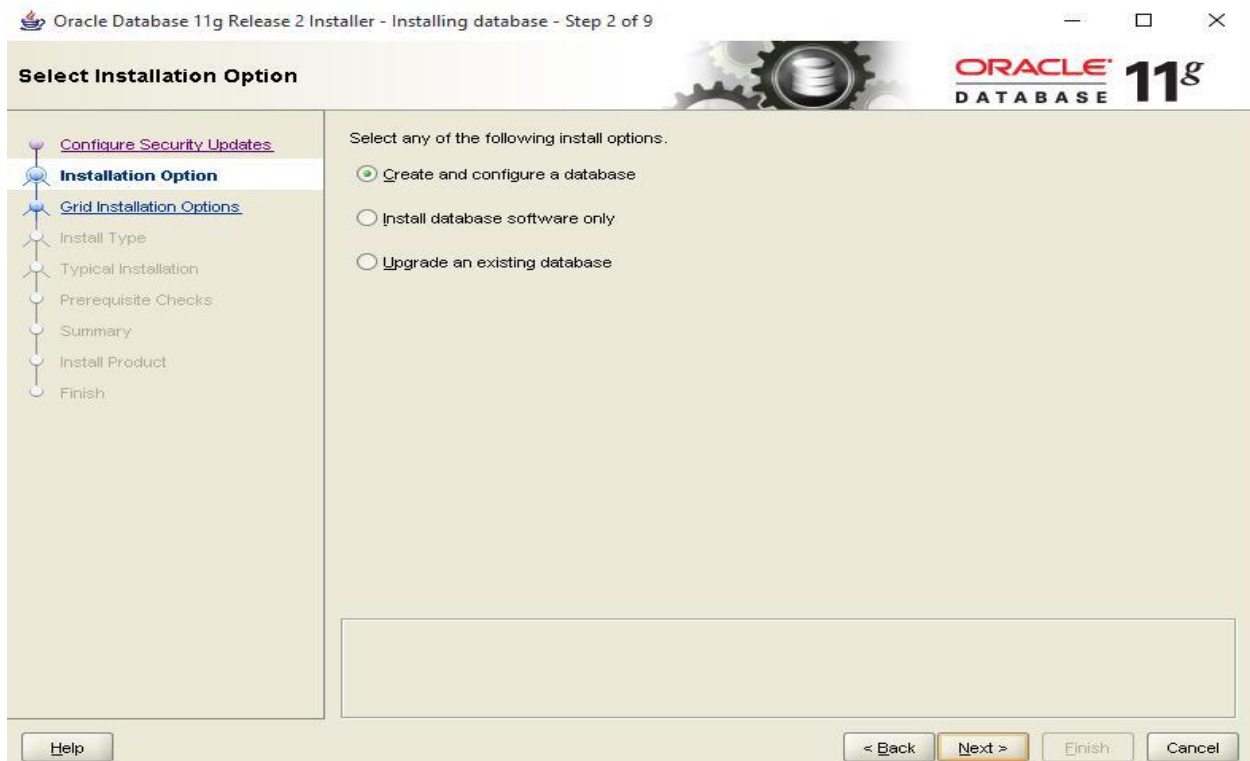 Oracle Database 11g Release 2 Installer - Installing database - Step 2 of 9
Select Installation Option
ORACLE DATABASE 11g
Configure Security Updates
Installation Option
Grid Installation Options
Install Type
Typical Installation
Prerequisite Checks
Summary
Install Product
Finish
Select any of the following install options.
Create and configure a database
Install database software only
Upgrade an existing database
Help
< Back
Next >
Finish
Cancel